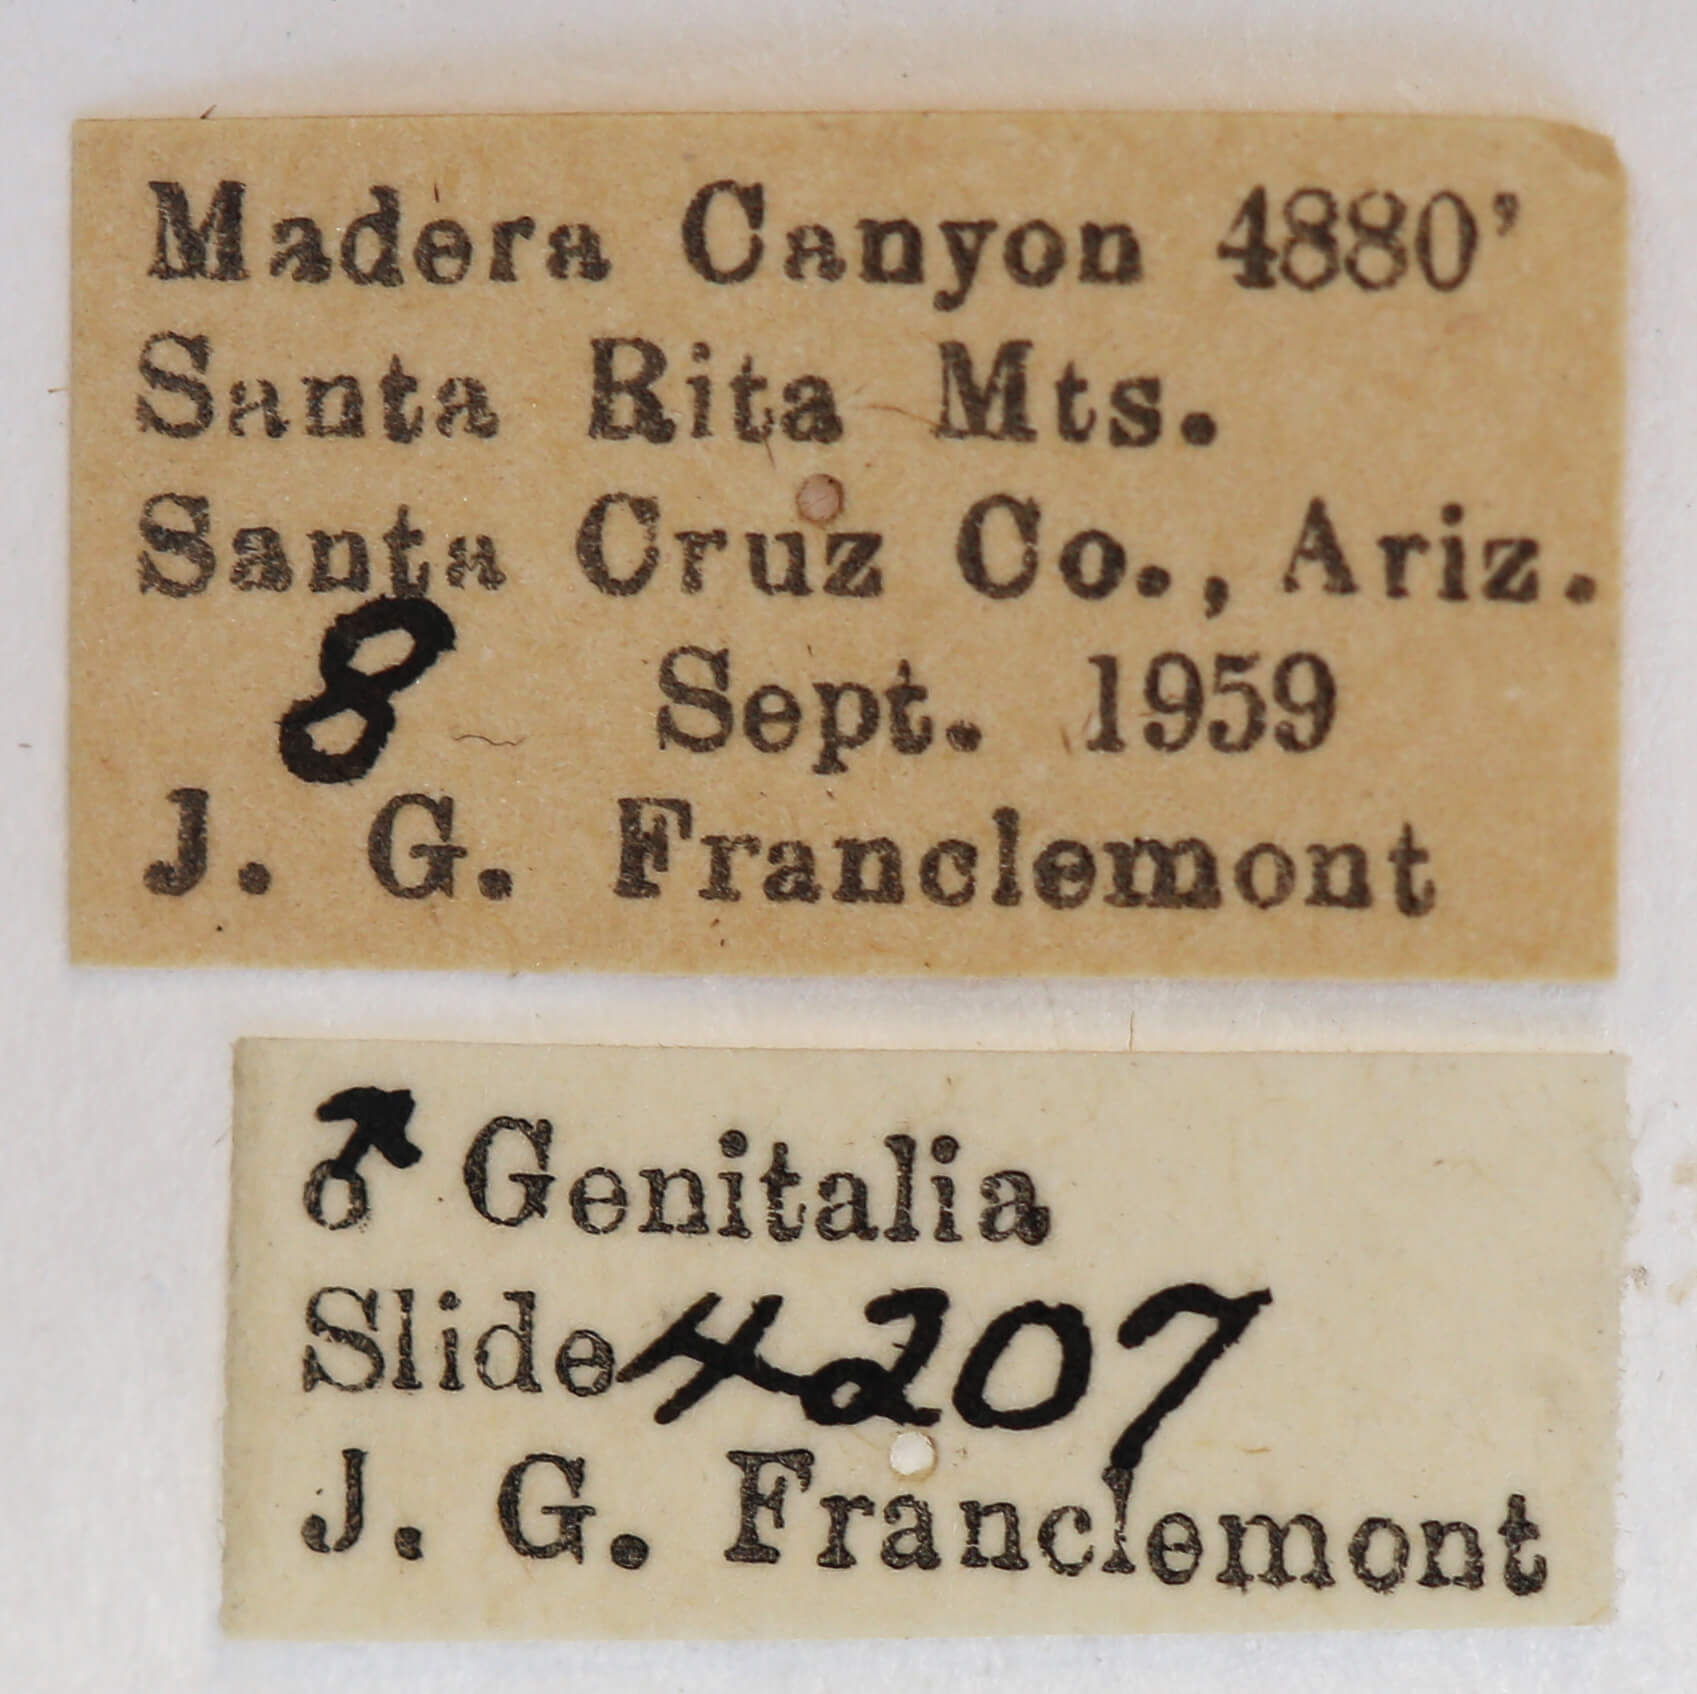 Madera Canyon 4880'
Santa Rita Mts.
Santa Cruz Co., Ariz.
8 Sept. 1959
J. G. Franclemont
♂ Genitalia
Slide 4207
J. G. Franclemont